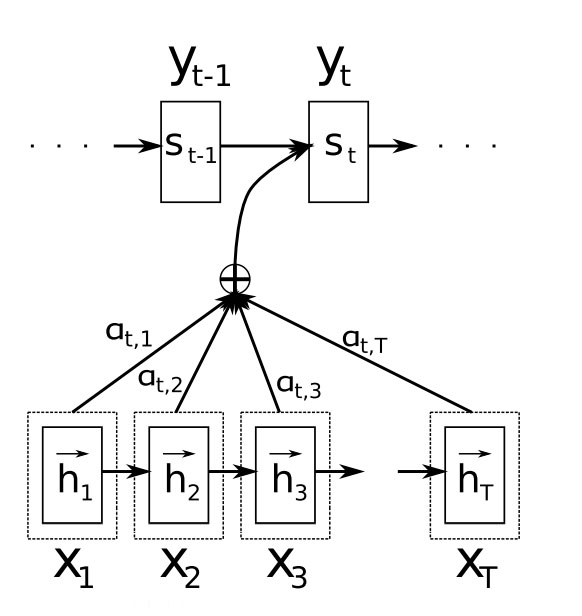 y_{t-1} y_t
. . . s_{t-1} s_t . . .
a_{t,1} a_{t,2} a_{t,3} a_{t,T}
\vec{h}_1 \vec{h}_2 \vec{h}_3 \vec{h}_T
x_1 x_2 x_3 x_T